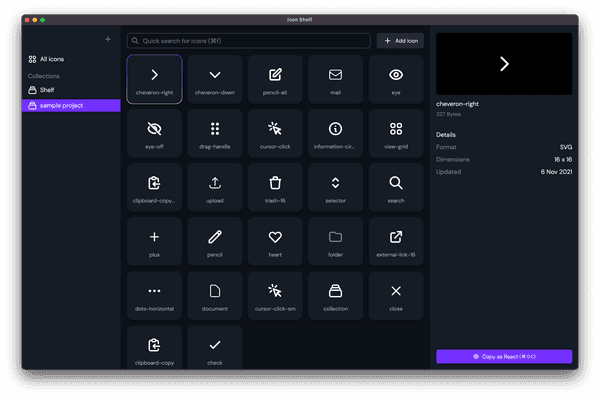 Icon Shelf
All icons
Collections
Shelf
sample project
Quick search for icons (⌘f)
+ Add icon
cheveron-right
cheveron-down
pencil-alt
mail
eye
eye-off
drag-handle
cursor-click
information-cir...
view-grid
clipboard-copy...
upload
trash-16
selector
search
plus
pencil
heart
folder
external-link-16
dots-horizontal
document
cursor-click-sm
collection
close
clipboard-copy
check
cheveron-right
227 Bytes
Details
Format SVG
Dimensions 16 x 16
Updated 6 Nov 2021
Copy as React (⌘⇧C)